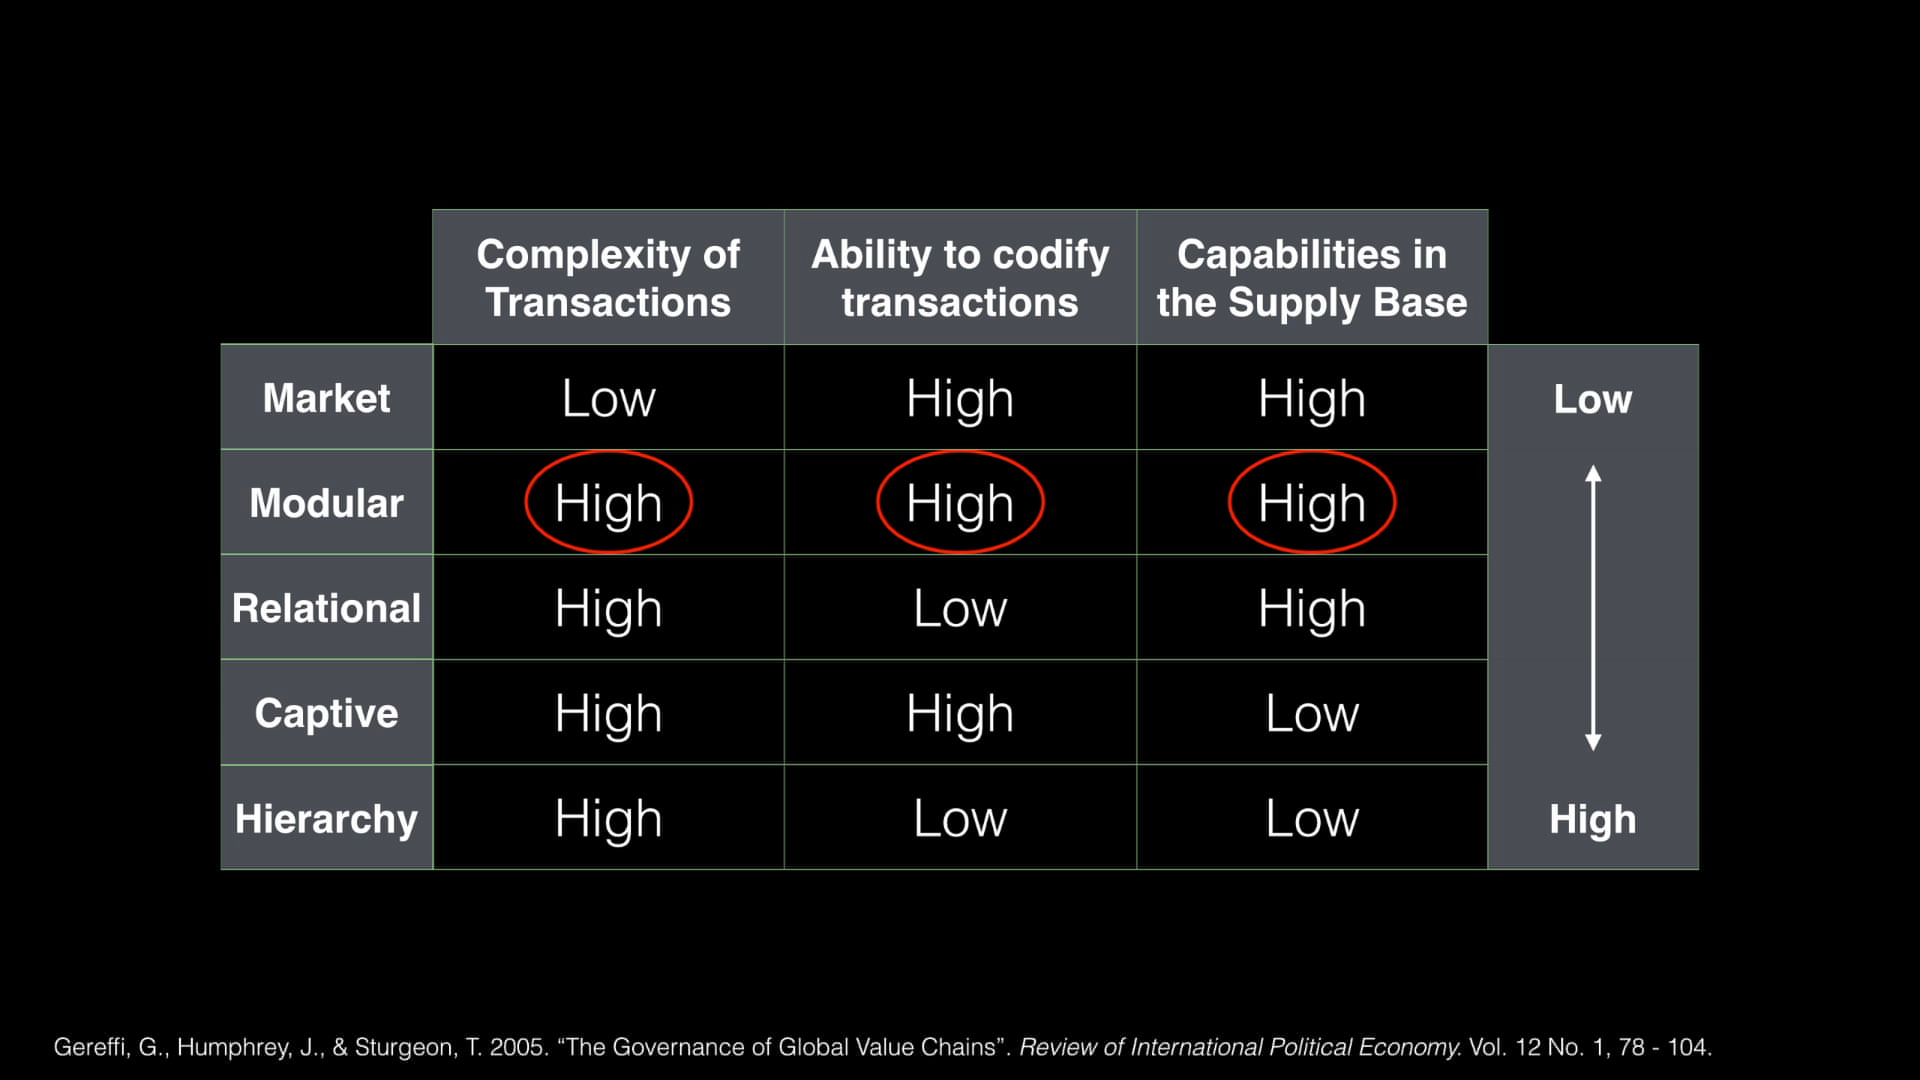 Complexity of
Transactions
Ability to codify
transactions
Capabilities in
the Supply Base
Market
Low
High
High
Low
Modular
High
High
High
Relational
High
Low
High
Captive
High
High
Low
Hierarchy
High
Low
Low
High
Gereffi, G., Humphrey, J., & Sturgeon, T. 2005. “The Governance of Global Value Chains”. Review of International Political Economy. Vol. 12 No. 1, 78 - 104.